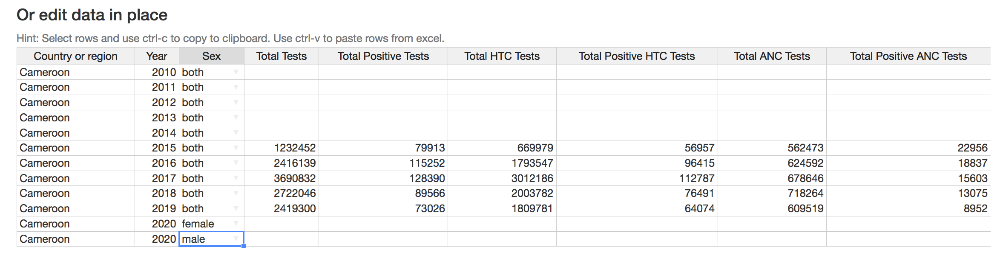 Or edit data in place
Hint: Select rows and use ctrl-c to copy to clipboard. Use ctrl-v to paste rows from excel.
Country or region Year Sex Total Tests Total Positive Tests Total HTC Tests Total Positive HTC Tests Total ANC Tests Total Positive ANC Tests
Cameroon 2010 both
Cameroon 2011 both
Cameroon 2012 both
Cameroon 2013 both
Cameroon 2014 both
Cameroon 2015 both 1232452 79913 669979 56957 562473 22956
Cameroon 2016 both 2416139 115252 1793547 96415 624592 18837
Cameroon 2017 both 3690832 128390 3012186 112787 678646 15603
Cameroon 2018 both 2722046 89566 2003782 76491 718264 13075
Cameroon 2019 both 2419300 73026 1809781 64074 609519 8952
Cameroon 2020 female
Cameroon 2020 male